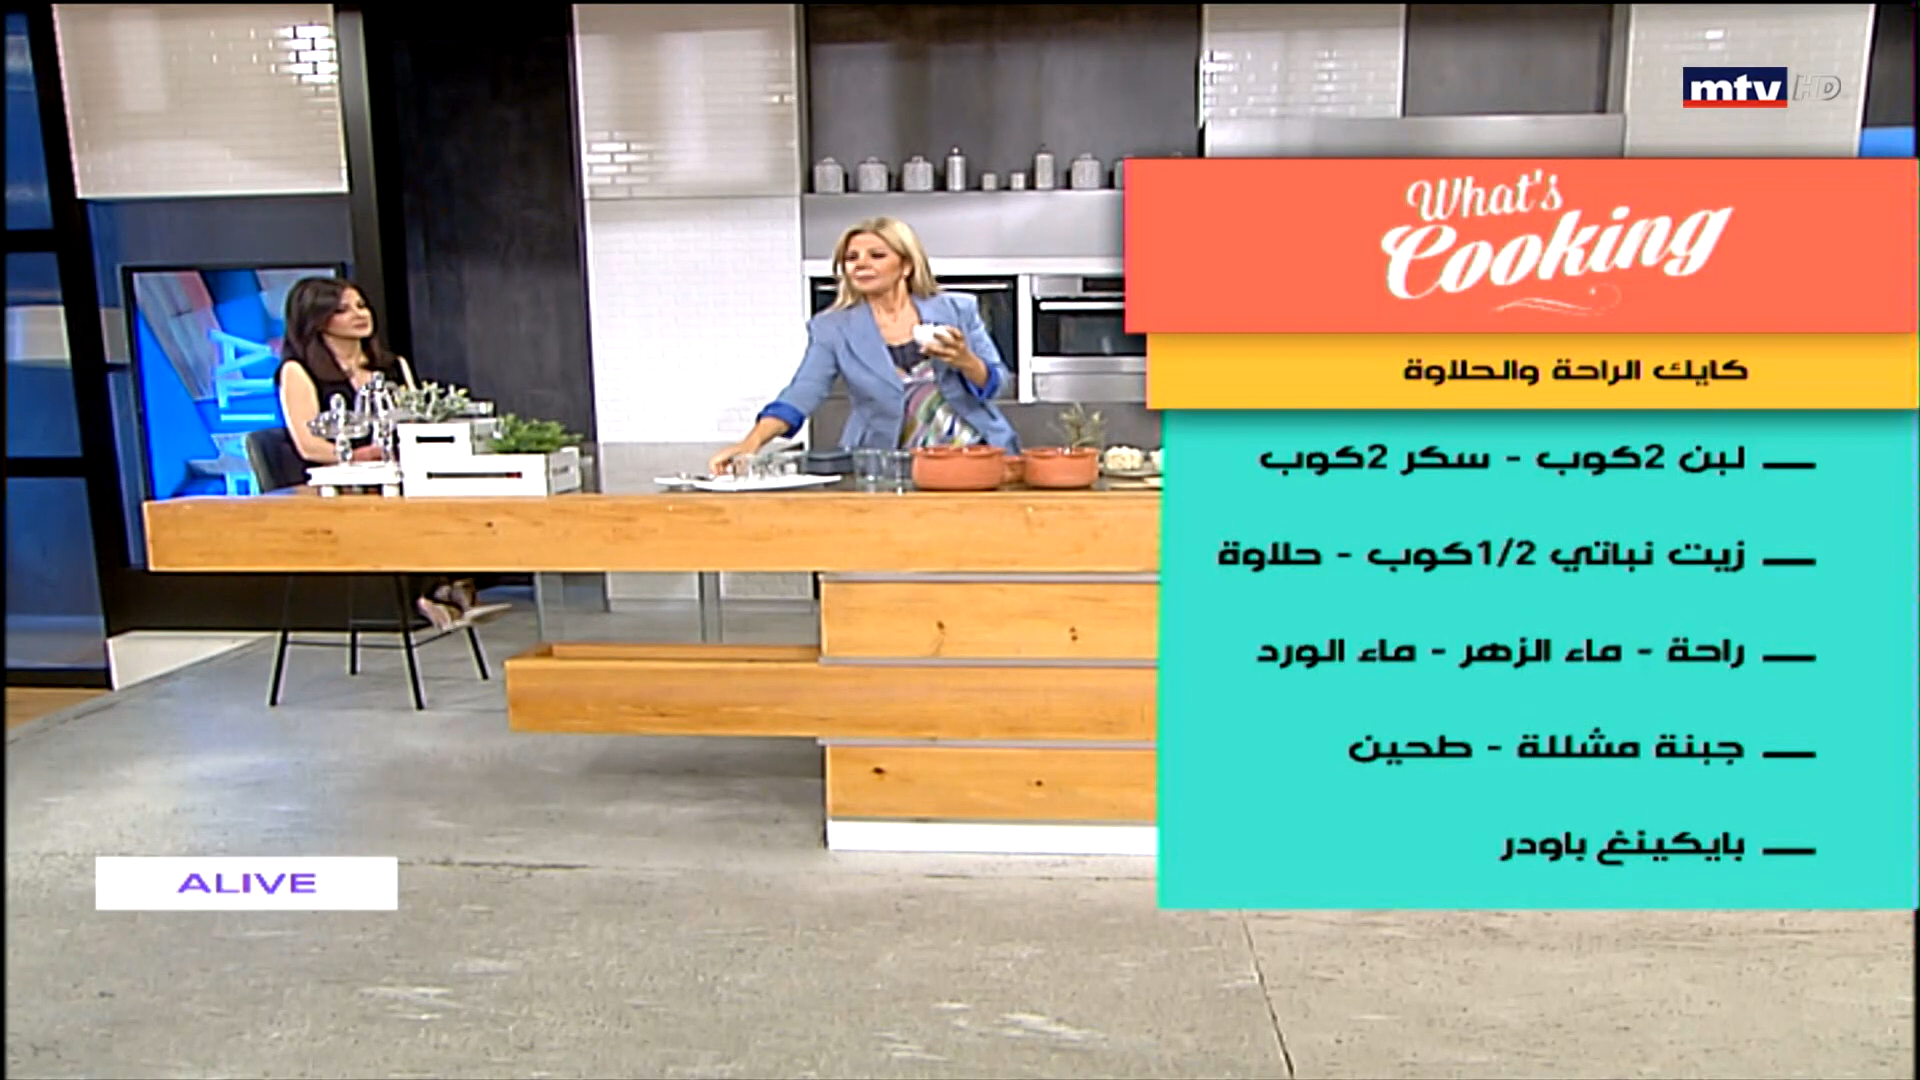 mtv HD
What's
Cooking
كايك الراحة والحلاوة
لبن 2كوب - سكر 2كوب
زيت نباتي 1/2كوب - حلاوة
راحة - ماء الزهر - ماء الورد
جبنة مشللة - طحين
بايكينغ باودر
ALIVE